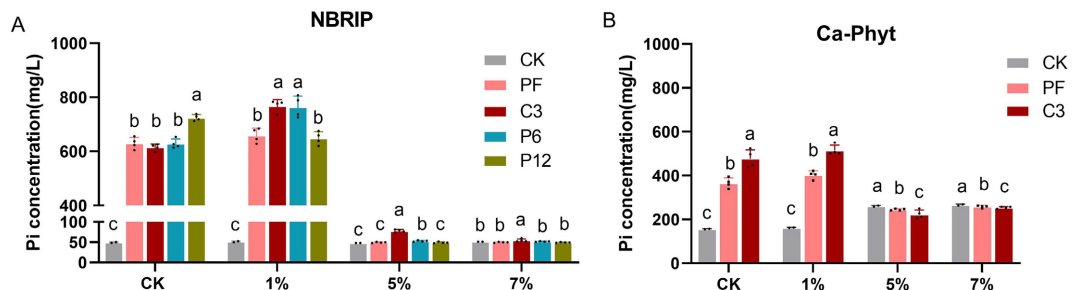 A
NBRIP
Pi concentration(mg/L)
1000
800
600
400
100
50
0
c b b b a
c b a a b
c c a b c
b b a b b
CK
1%
5%
7%
CK
PF
C3
P6
P12
B
Ca-Phyt
Pi concentration(mg/L)
1000
800
600
400
200
0
c b a
c b a
a b c
a b c
CK
1%
5%
7%
CK
PF
C3